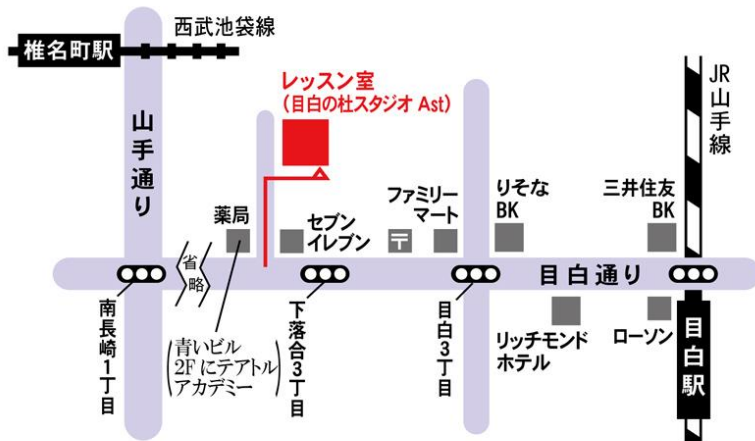 西武池袋線
椎名町駅
レッスン室
(目白の杜スタジオ Ast)
JR山手線
山手通り
薬局
セブン
イレブン
〒
ファミリー
マート
りそな
BK
三井住友
BK
省略
目白通り
南長崎1丁目
青いビル
2Fにテアトル
アカデミー
下落合3丁目
目白3丁目
リッチモンド
ホテル
ローソン
目白駅